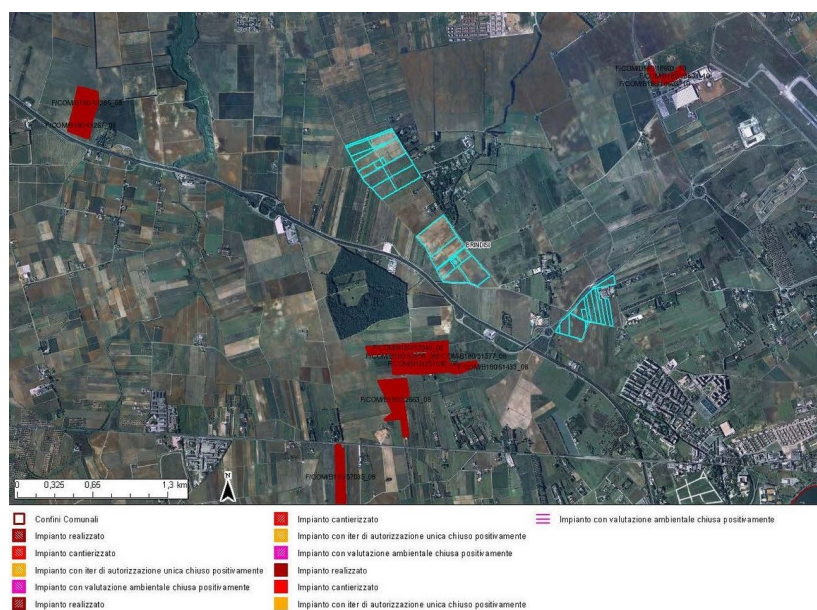 BRINDISI
0 0,325 0,65 1,3 km
N
Confini Comunali
Impianto realizzato
Impianto cantierizzato
Impianto con iter di autorizzazione unica chiuso positivamente
Impianto con valutazione ambientale chiusa positivamente
Impianto realizzato
Impianto cantierizzato
Impianto con iter di autorizzazione unica chiuso positivamente
Impianto con valutazione ambientale chiusa positivamente
Impianto realizzato
Impianto cantierizzato
Impianto con iter di autorizzazione unica chiuso positivamente
Impianto con valutazione ambientale chiusa positivamente